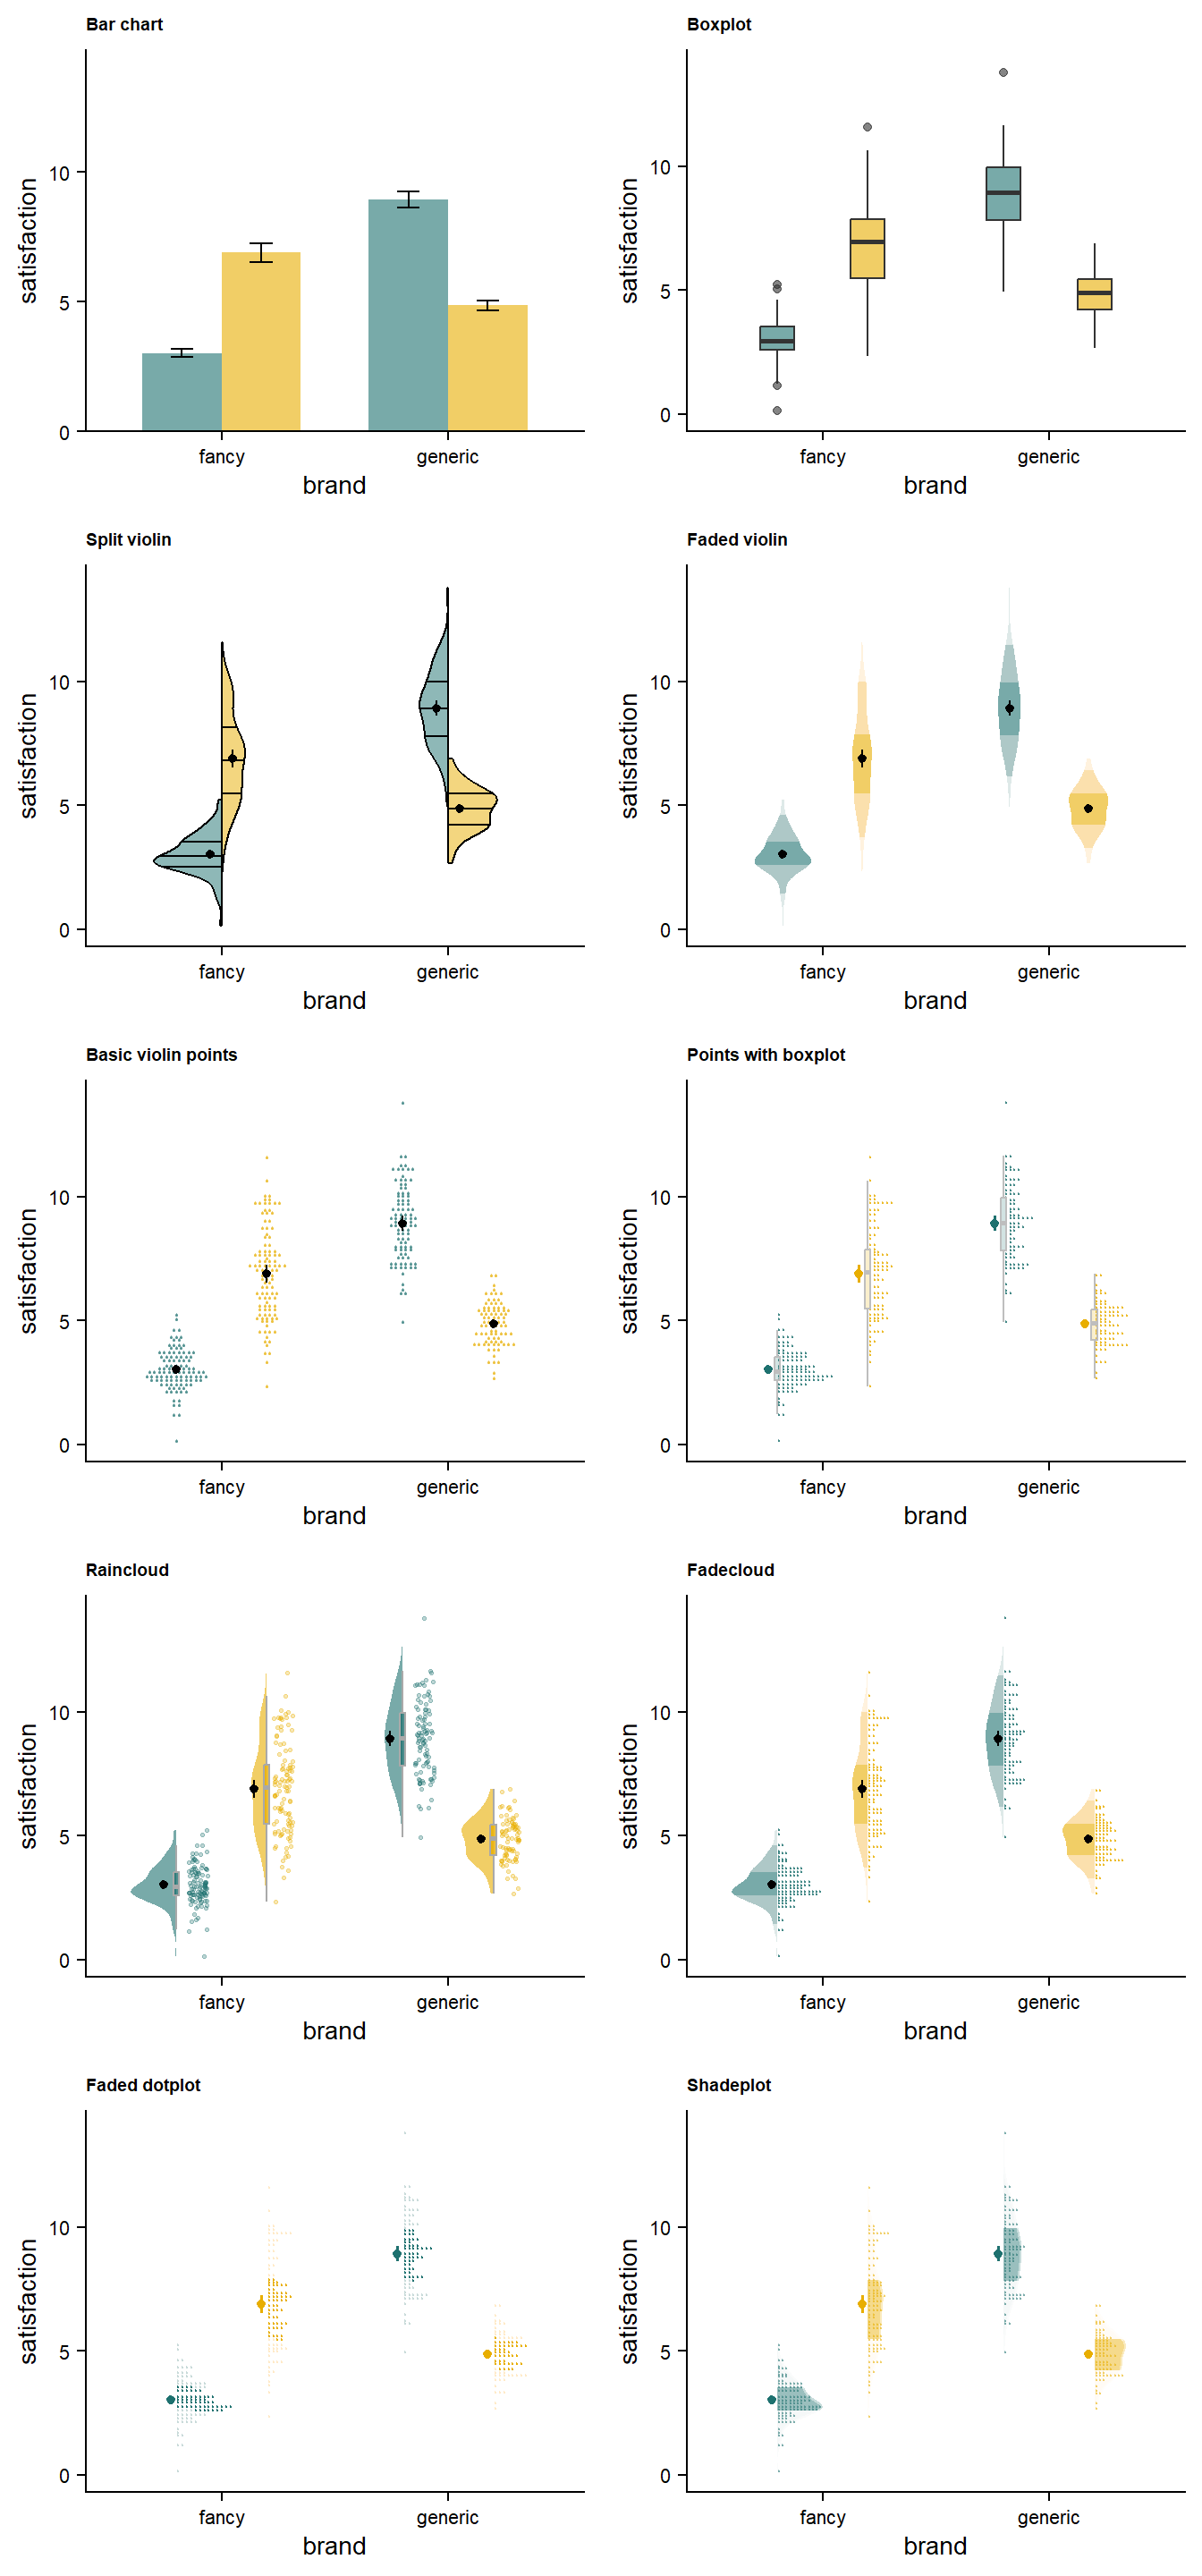 Bar chart
satisfaction
10
5
0
fancy generic
brand
Boxplot
satisfaction
10
5
0
fancy generic
brand
Split violin
satisfaction
10
5
0
fancy generic
brand
Faded violin
satisfaction
10
5
0
fancy generic
brand
Basic violin points
satisfaction
10
5
0
fancy generic
brand
Points with boxplot
satisfaction
10
5
0
fancy generic
brand
Raincloud
satisfaction
10
5
0
fancy generic
brand
Fadecloud
satisfaction
10
5
0
fancy generic
brand
Faded dotplot
satisfaction
10
5
0
fancy generic
brand
Shadeplot
satisfaction
10
5
0
fancy generic
brand